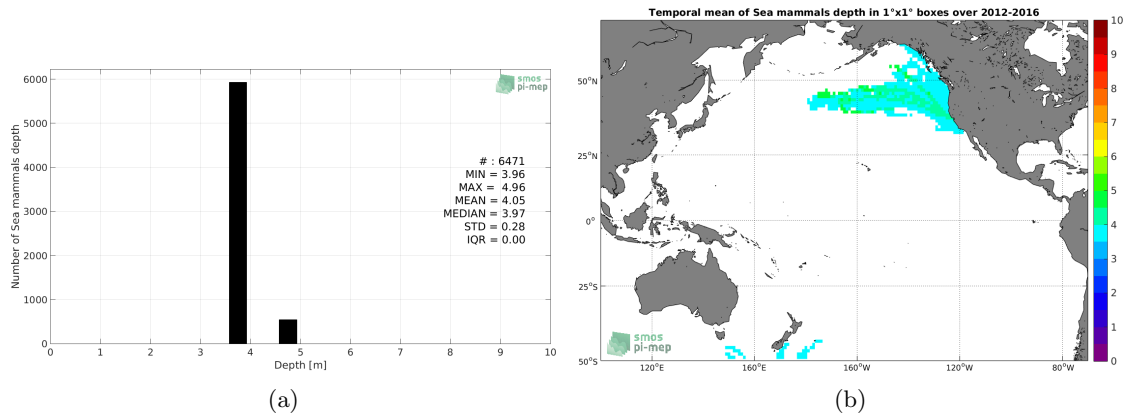 smos
pi-mep
6000
5000
4000
3000
2000
1000
0
Number of Sea mammals depth
# : 6471
MIN = 3.96
MAX = 4.96
MEAN = 4.05
MEDIAN = 3.97
STD = 0.28
IQR = 0.00
0 1 2 3 4 5 6 7 8 9 10
Depth [m]
(a)
Temporal mean of Sea mammals depth in 1°x1° boxes over 2012-2016
50°N
25°N
0°
25°S
50°S
smos
pi-mep
120°E 160°E 160°W 120°W 80°W
10
9
8
7
6
5
4
3
2
1
0
(b)